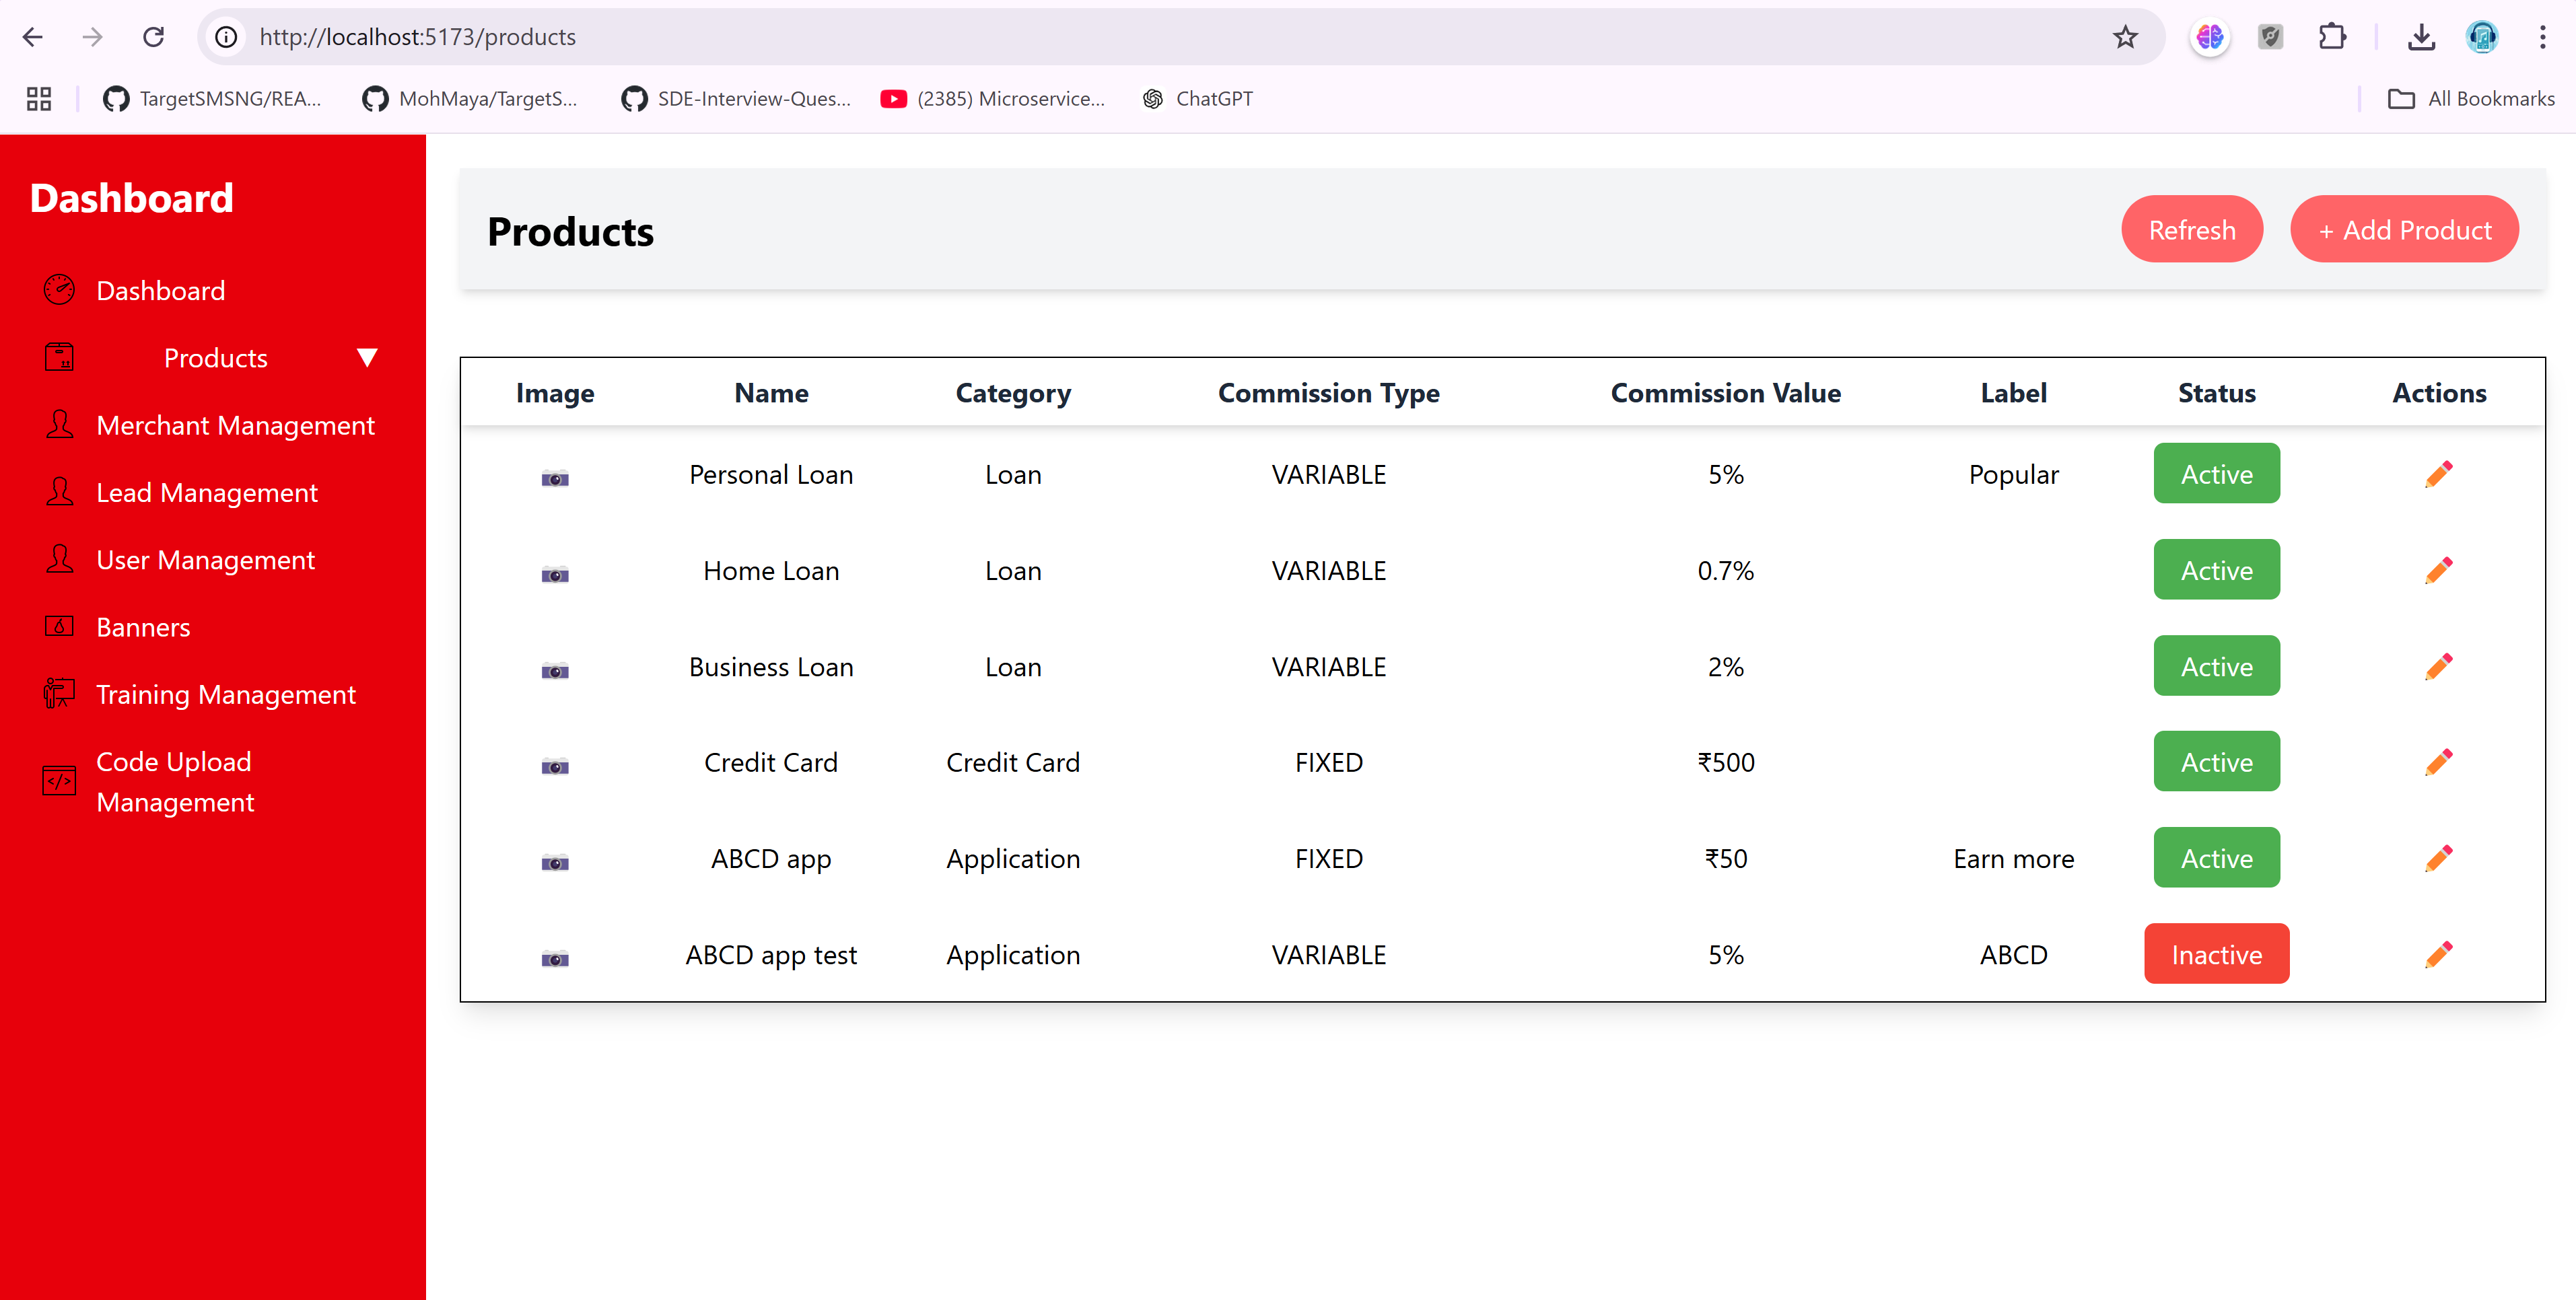 http://localhost:5173/products
TargetSMSNG/REA... MohMaya/TargetS... SDE-Interview-Ques... (2385) Microservice... ChatGPT All Bookmarks
Dashboard
Dashboard
Products ▼
Merchant Management
Lead Management
User Management
Banners
Training Management
Code Upload
Management
Products Refresh + Add Product
Image Name Category Commission Type Commission Value Label Status Actions
Personal Loan Loan VARIABLE 5% Popular Active
Home Loan Loan VARIABLE 0.7% Active
Business Loan Loan VARIABLE 2% Active
Credit Card Credit Card FIXED ₹500 Active
ABCD app Application FIXED ₹50 Earn more Active
ABCD app test Application VARIABLE 5% ABCD Inactive